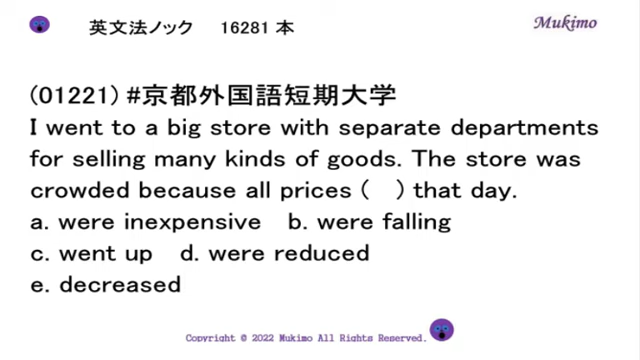 英文法ノック 16281 本 Mukimo
(01221) #京都外国語短期大学
I went to a big store with separate departments
for selling many kinds of goods. The store was
crowded because all prices ( ) that day.
a. were inexpensive b. were falling
c. went up d. were reduced
e. decreased
Copyright @ 2022 Mukimo All Rights Reserved.